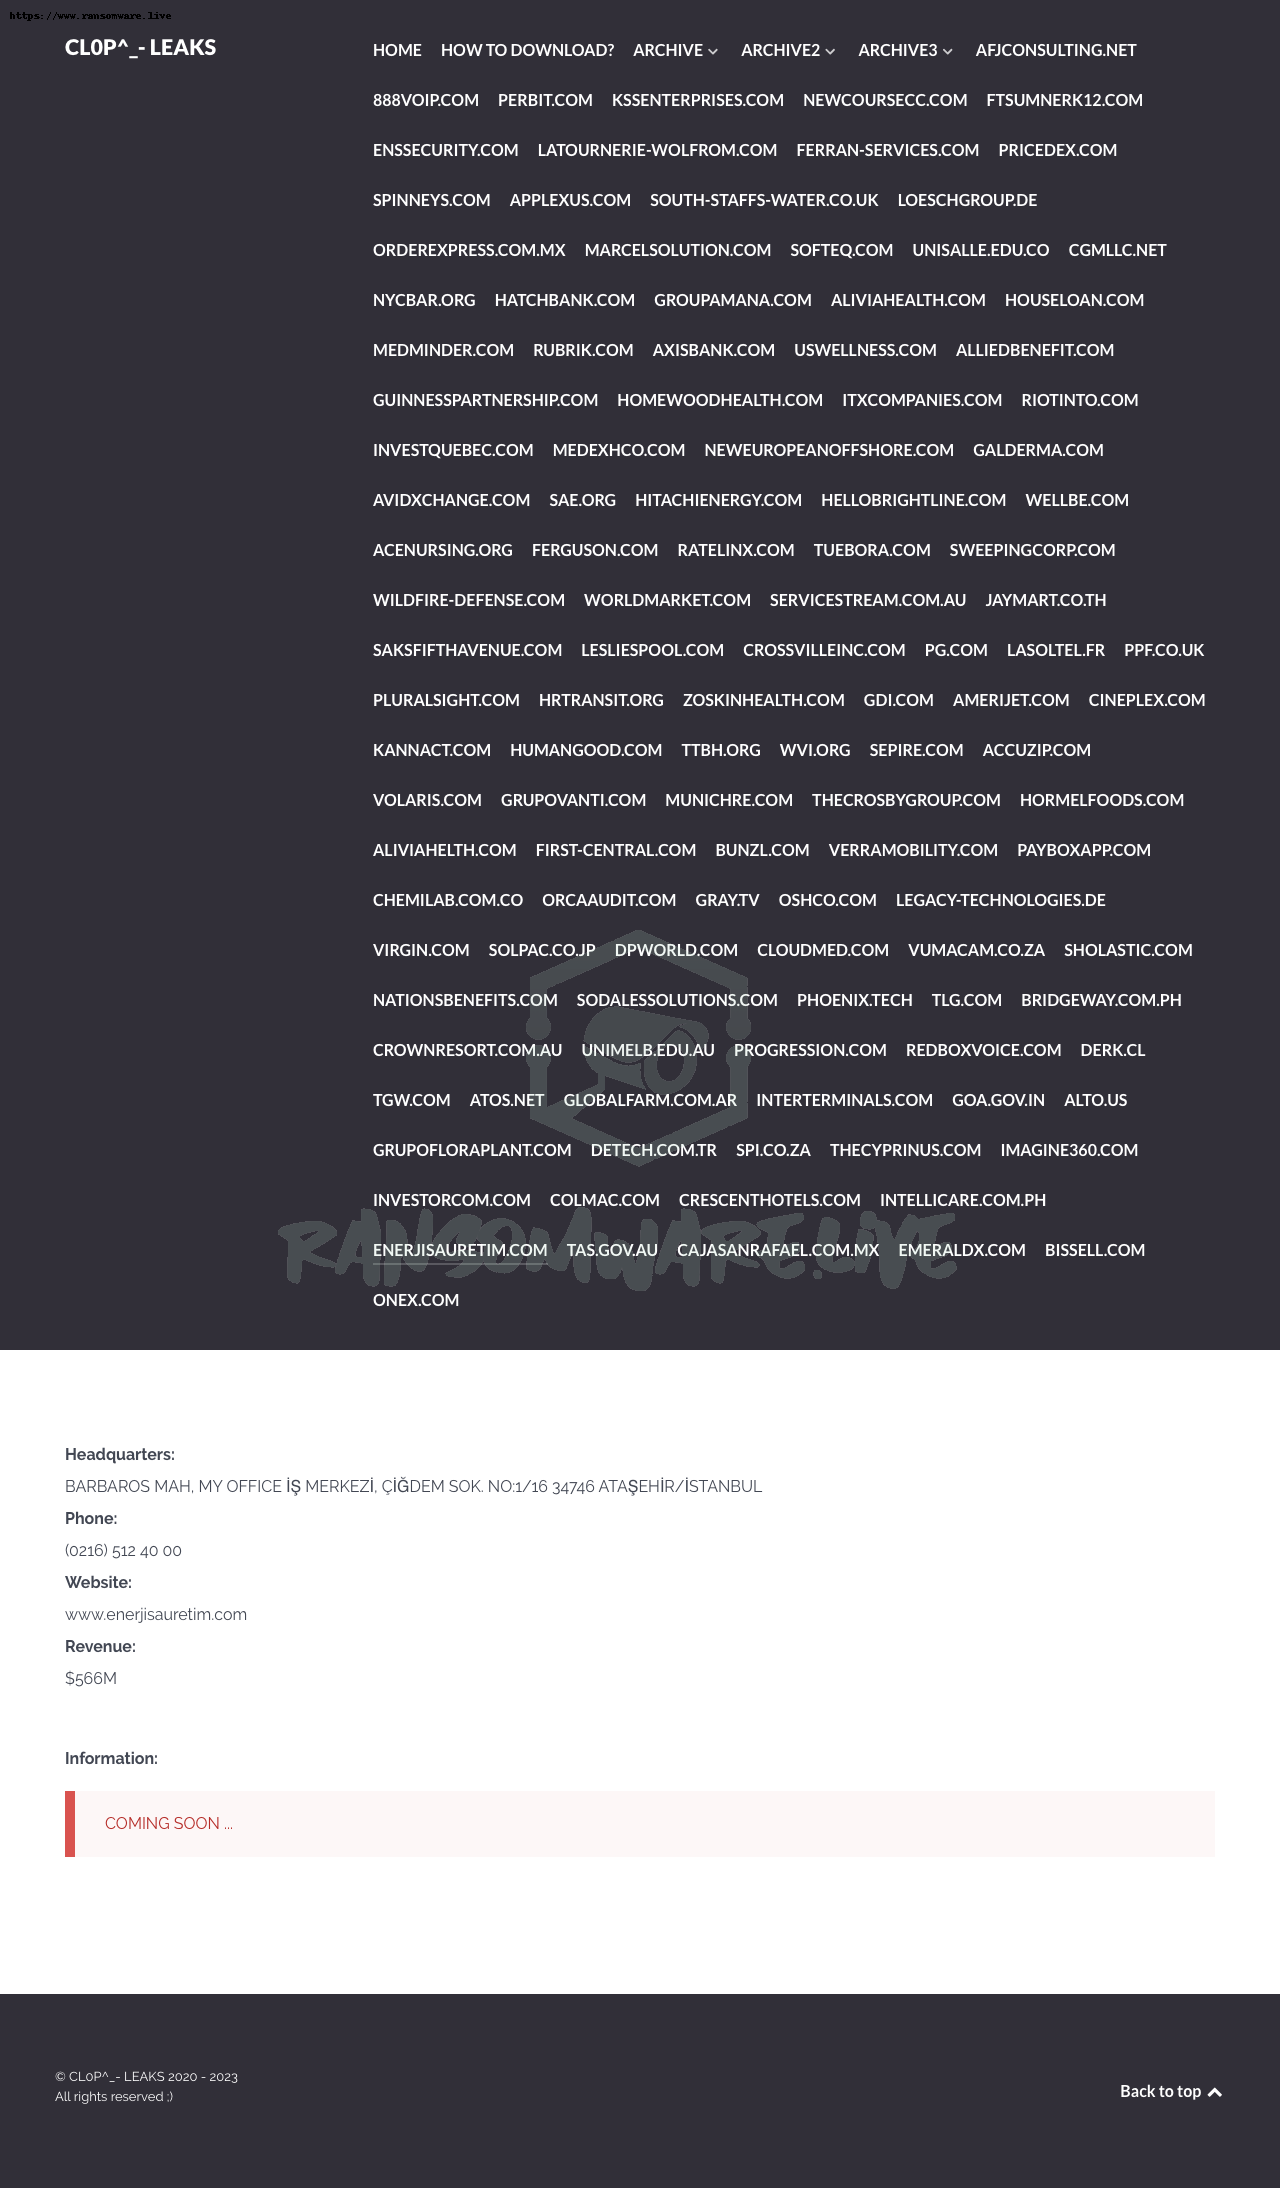 https://www.ransomware.live
CL0P^_- LEAKS
HOME HOW TO DOWNLOAD? ARCHIVE ARCHIVE2 ARCHIVE3 AFJCONSULTING.NET
888VOIP.COM PERBIT.COM KSSENTERPRISES.COM NEWCOURSECC.COM FTSUMNERK12.COM
ENSSECURITY.COM LATOURNERIE-WOLFROM.COM FERRAN-SERVICES.COM PRICEDEX.COM
SPINNEYS.COM APPLEXUS.COM SOUTH-STAFFS-WATER.CO.UK LOESCHGROUP.DE
ORDEREXPRESS.COM.MX MARCELSOLUTION.COM SOFTEQ.COM UNISALLE.EDU.CO CGMLLC.NET
NYCBAR.ORG HATCHBANK.COM GROUPAMANA.COM ALIVIAHEALTH.COM HOUSELOAN.COM
MEDMINDER.COM RUBRIK.COM AXISBANK.COM USWELLNESS.COM ALLIEDBENEFIT.COM
GUINNESSPARTNERSHIP.COM HOMEWOODHEALTH.COM ITXCOMPANIES.COM RIOTINTO.COM
INVESTQUEBEC.COM MEDEXHCO.COM NEWEUROPEANOFFSHORE.COM GALDERMA.COM
AVIDXCHANGE.COM SAE.ORG HITACHIENERGY.COM HELLOBRIGHTLINE.COM WELLBE.COM
ACENURSING.ORG FERGUSON.COM RATELINX.COM TUEBORA.COM SWEEPINGCORP.COM
WILDFIRE-DEFENSE.COM WORLDMARKET.COM SERVICESTREAM.COM.AU JAYMART.CO.TH
SAKSFIFTHAVENUE.COM LESLIESPOOL.COM CROSSVILLEINC.COM PG.COM LASOLTEL.FR PPF.CO.UK
PLURALSIGHT.COM HRTRANSIT.ORG ZOSKINHEALTH.COM GDI.COM AMERIJET.COM CINEPLEX.COM
KANNACT.COM HUMANGOOD.COM TTBH.ORG WVI.ORG SEPIRE.COM ACCUZIP.COM
VOLARIS.COM GRUPOVANTI.COM MUNICHRE.COM THECROSBYGROUP.COM HORMELFOODS.COM
ALIVIAHELTH.COM FIRST-CENTRAL.COM BUNZL.COM VERRAMOBILITY.COM PAYBOXAPP.COM
CHEMILAB.COM.CO ORCAAUDIT.COM GRAY.TV OSHCO.COM LEGACY-TECHNOLOGIES.DE
VIRGIN.COM SOLPAC.CO.JP DPWORLD.COM CLOUDMED.COM VUMACAM.CO.ZA SHOLASTIC.COM
NATIONSBENEFITS.COM SODALESSOLUTIONS.COM PHOENIX.TECH TLG.COM BRIDGEWAY.COM.PH
CROWNRESORT.COM.AU UNIMELB.EDU.AU PROGRESSION.COM REDBOXVOICE.COM DERK.CL
TGW.COM ATOS.NET GLOBALFARM.COM.AR INTERTERMINALS.COM GOA.GOV.IN ALTO.US
GRUPOFLORAPLANT.COM DETECH.COM.TR SPI.CO.ZA THECYPRINUS.COM IMAGINE360.COM
INVESTORCOM.COM COLMAC.COM CRESCENTHOTELS.COM INTELLICARE.COM.PH
RANSOMWARE.LIVE
ENERJISAURETIM.COM TAS.GOV.AU CAJASANRAFAEL.COM.MX EMERALDX.COM BISSELL.COM
ONEX.COM
Headquarters:
BARBAROS MAH, MY OFFICE İŞ MERKEZİ, ÇİĞDEM SOK. NO:1/16 34746 ATAŞEHİR/İSTANBUL
Phone:
(0216) 512 40 00
Website:
www.enerjisauretim.com
Revenue:
$566M
Information:
COMING SOON ...
© CL0P^_- LEAKS 2020 - 2023
All rights reserved ;)
Back to top